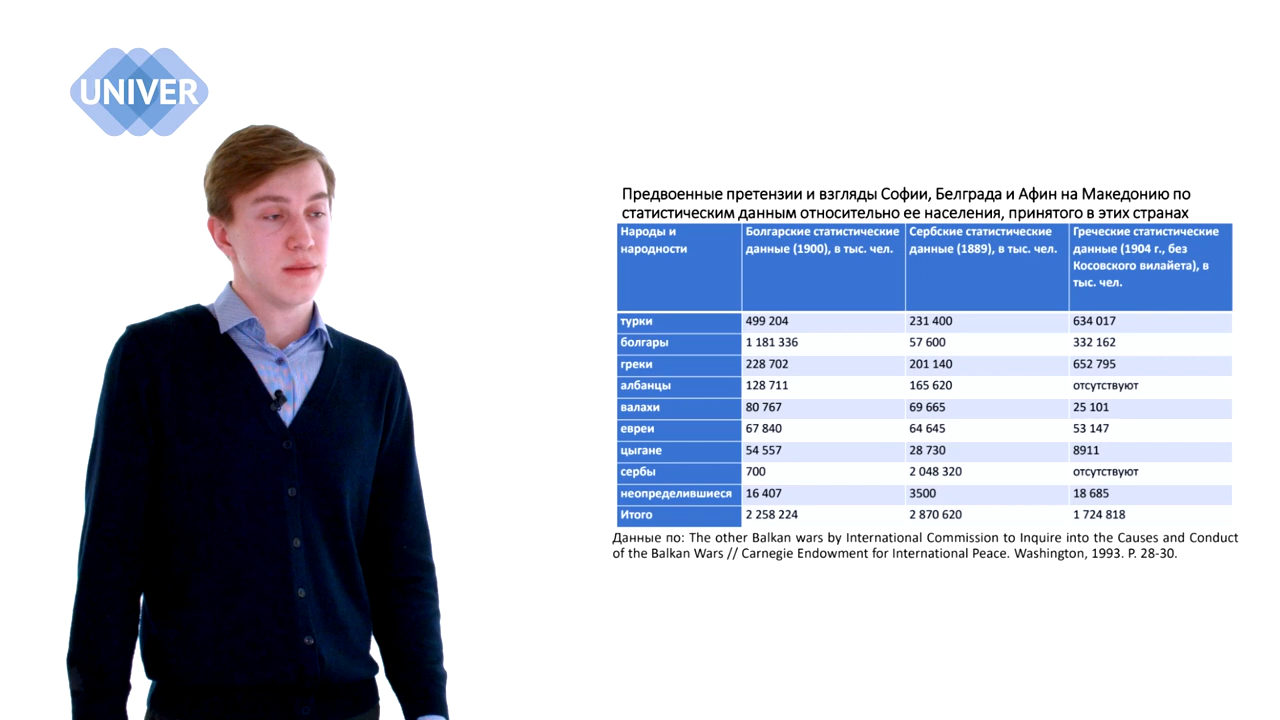 UNIVER
Предвоенные претензии и взгляды Софии, Белграда и Афин на Македонию по
статистическим данным относительно ее населения, принятого в этих странах
Народы и народности Болгарские статистические данные (1900), в тыс. чел. Сербские статистические данные (1889), в тыс. чел. Греческие статистические данные (1904 г., без Косовского вилайета), в тыс. чел.
турки 499 204 231 400 634 017
болгары 1 181 336 57 600 332 162
греки 228 702 201 140 652 795
албанцы 128 711 165 620 отсутствуют
валахи 80 767 69 665 25 101
евреи 67 840 64 645 53 147
цыгане 54 557 28 730 8911
сербы 700 2 048 320 отсутствуют
неопределившиеся 16 407 3500 18 685
Итого 2 258 224 2 870 620 1 724 818
Данные по: The other Balkan wars by International Commission to Inquire into the Causes and Conduct
of the Balkan Wars // Carnegie Endowment for International Peace. Washington, 1993. P. 28-30.